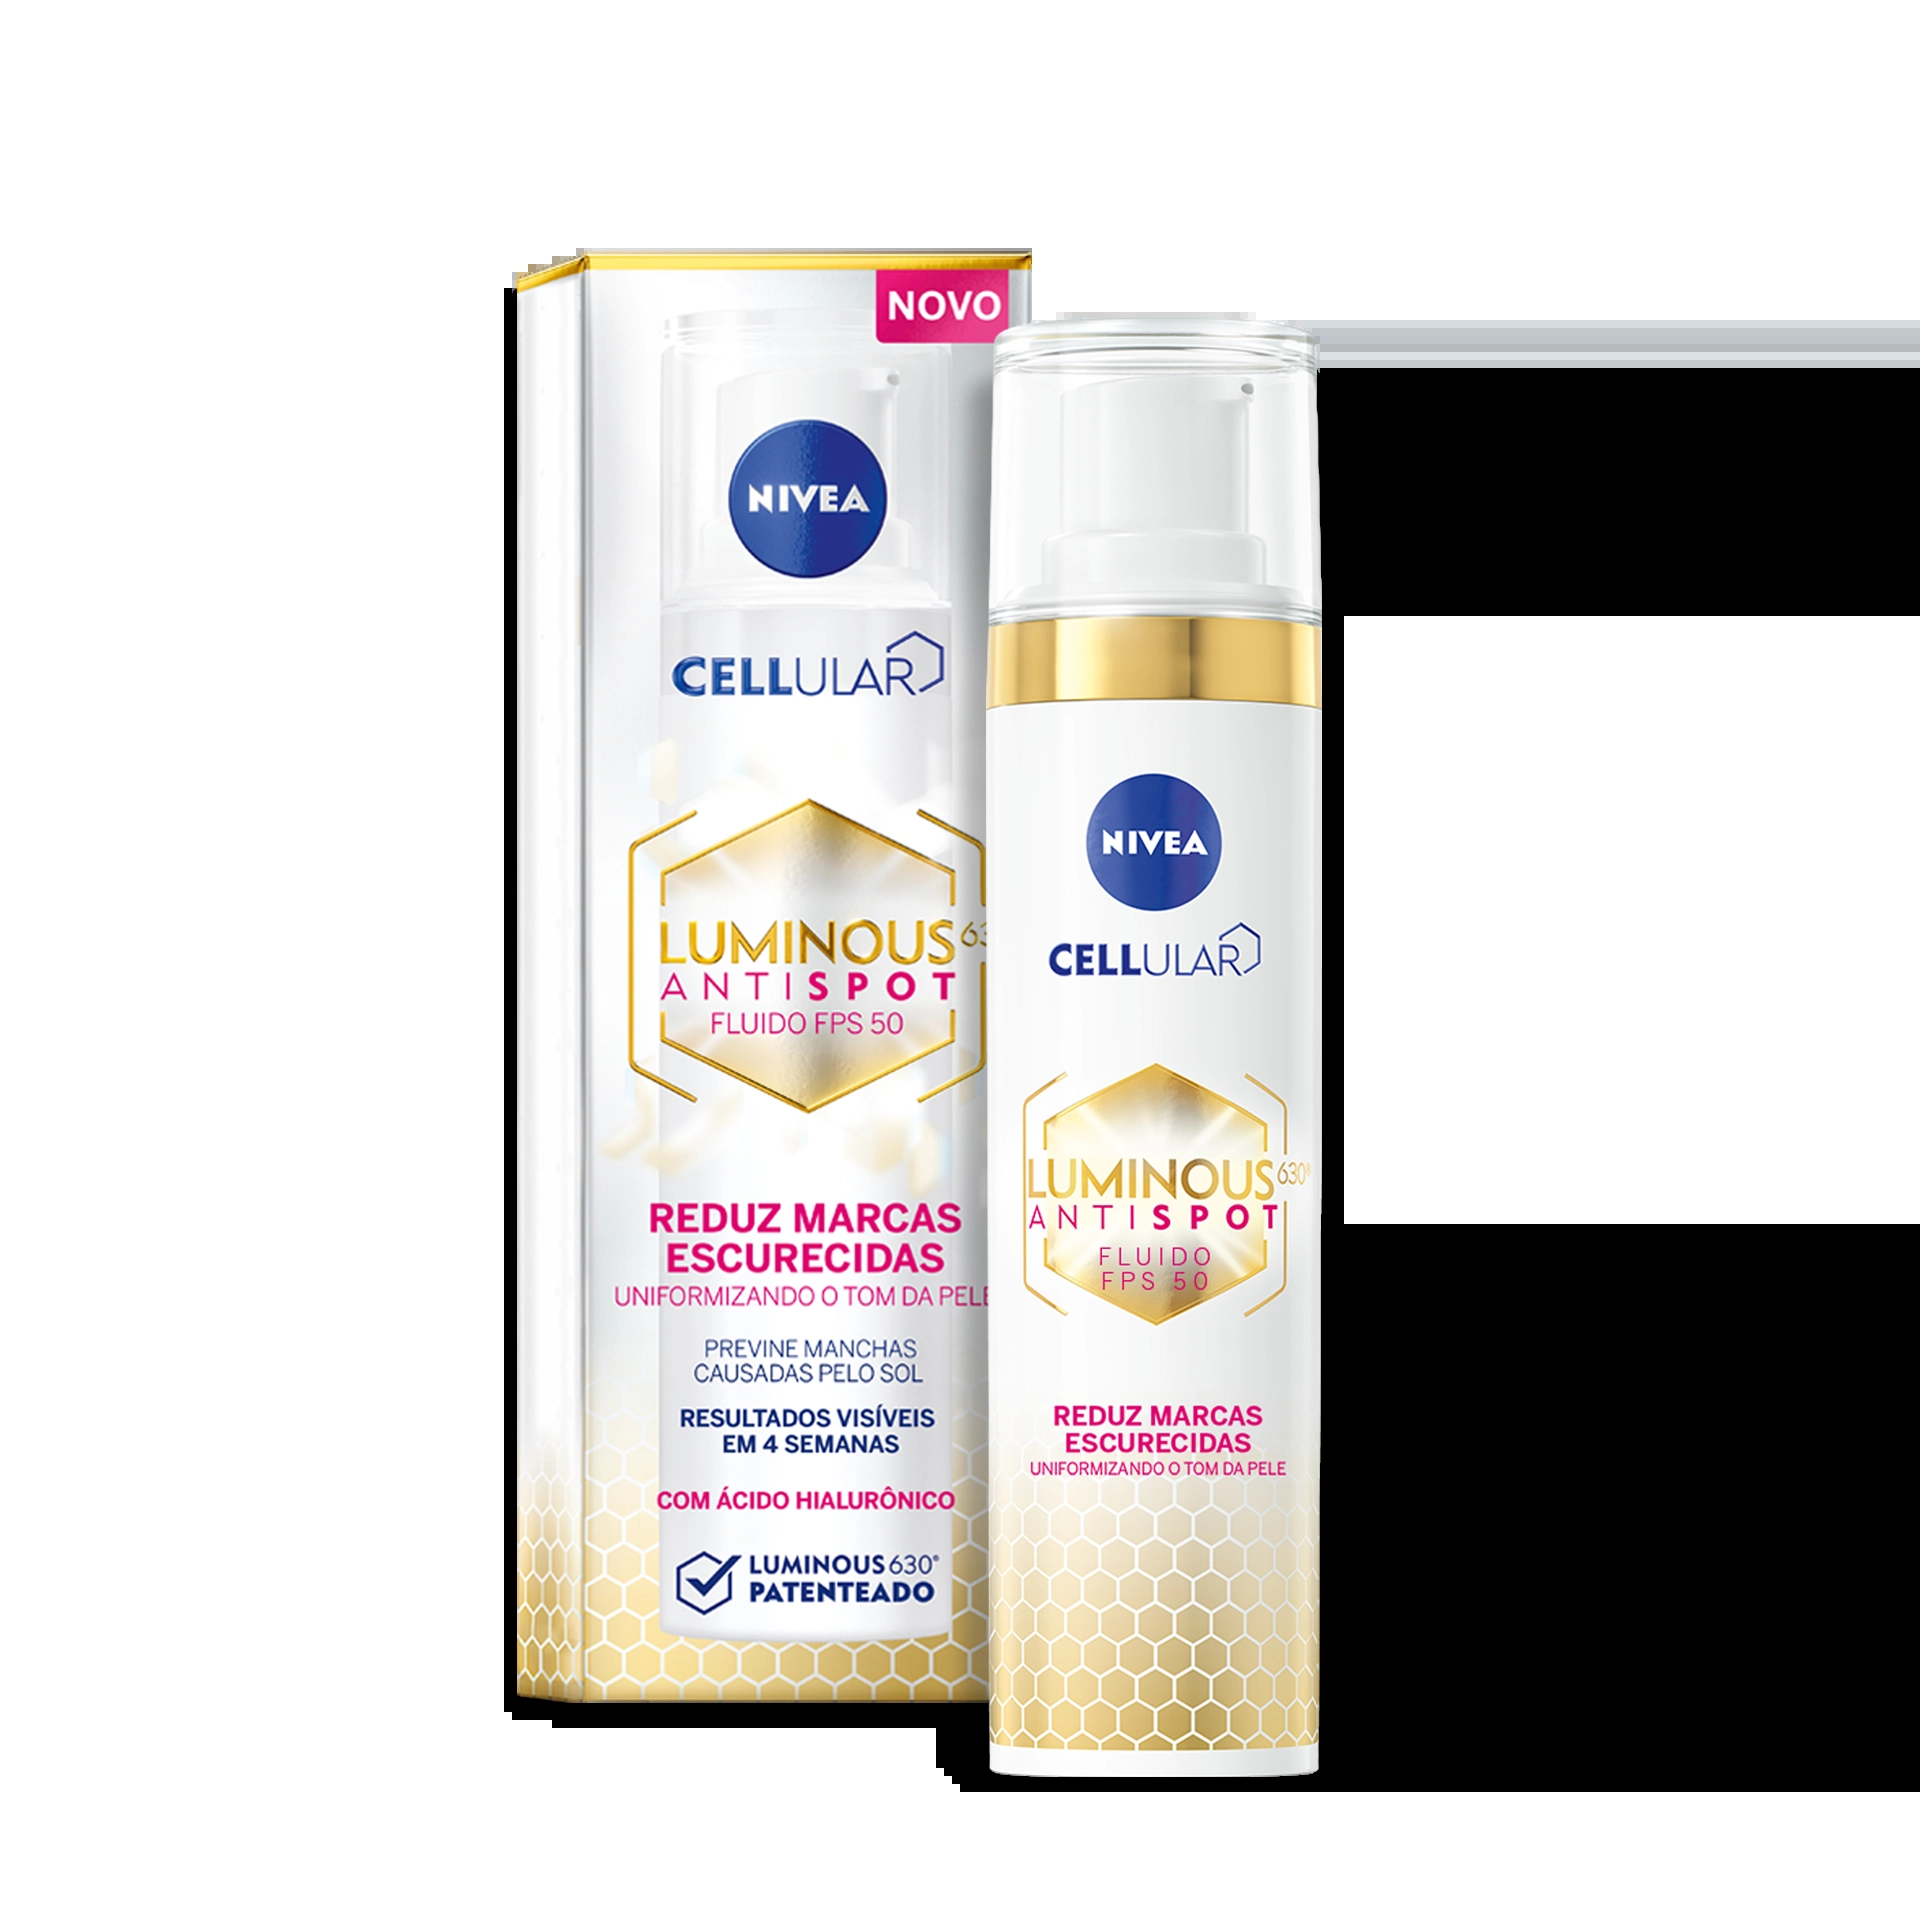 NOVO
NIVEA
CELLULAR
LUMINOUS 63
ANTISPOT
FLUIDO FPS 50
REDUZ MARCAS
ESCURECIDAS
UNIFORMIZANDO O TOM DA PELE
PREVINE MANCHAS
CAUSADAS PELO SOL
RESULTADOS VISÍVEIS
EM 4 SEMANAS
COM ÁCIDO HIALURÔNICO
LUMINOUS630®
PATENTEADO
NIVEA
CELLULAR
LUMINOUS630®
ANTISPOT
FLUIDO
FPS 50
REDUZ MARCAS
ESCURECIDAS
UNIFORMIZANDO O TOM DA PELE